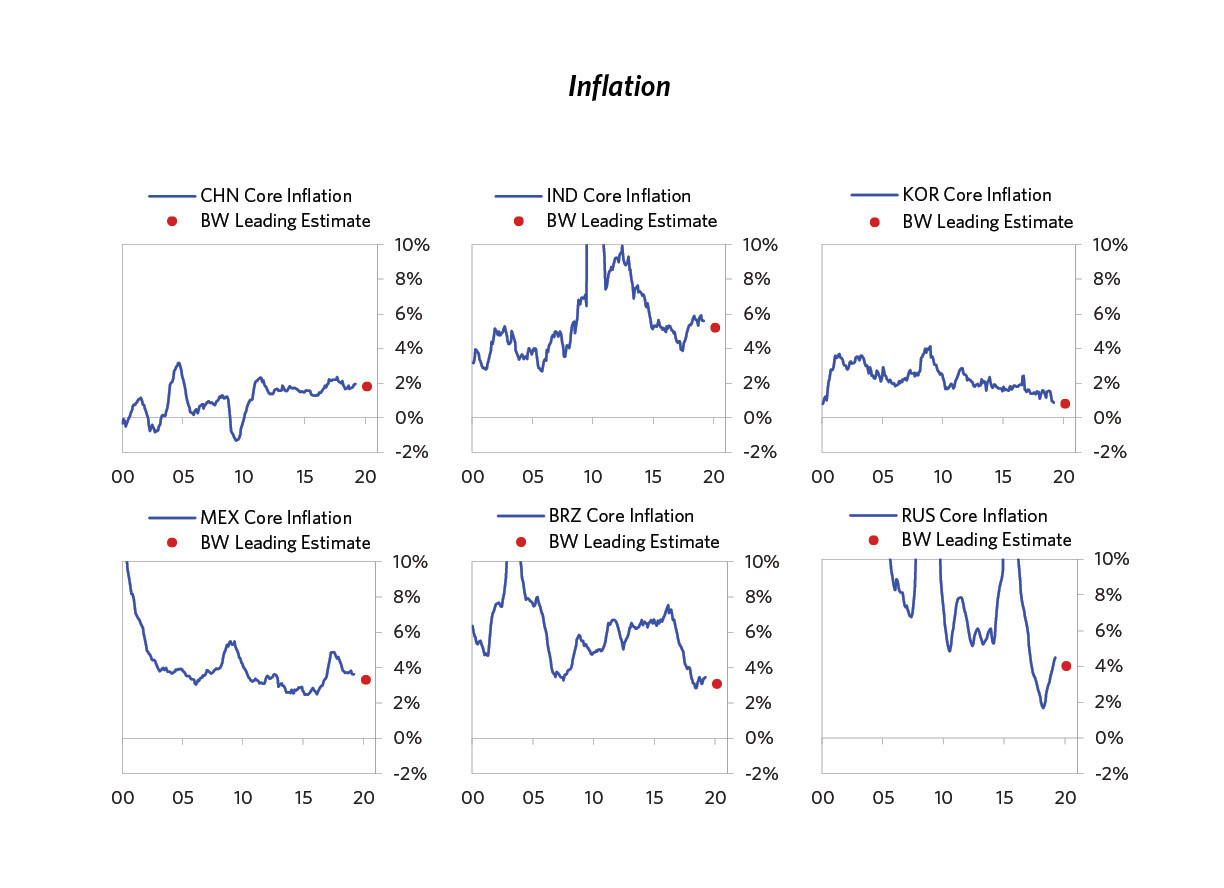 Inflation
CHN Core Inflation
BW Leading Estimate
10%
8%
6%
4%
2%
0%
-2%
00 05 10 15 20
IND Core Inflation
BW Leading Estimate
10%
8%
6%
4%
2%
0%
-2%
00 05 10 15 20
KOR Core Inflation
BW Leading Estimate
10%
8%
6%
4%
2%
0%
-2%
00 05 10 15 20
MEX Core Inflation
BW Leading Estimate
10%
8%
6%
4%
2%
0%
-2%
00 05 10 15 20
BRZ Core Inflation
BW Leading Estimate
10%
8%
6%
4%
2%
0%
-2%
00 05 10 15 20
RUS Core Inflation
BW Leading Estimate
10%
8%
6%
4%
2%
0%
-2%
00 05 10 15 20